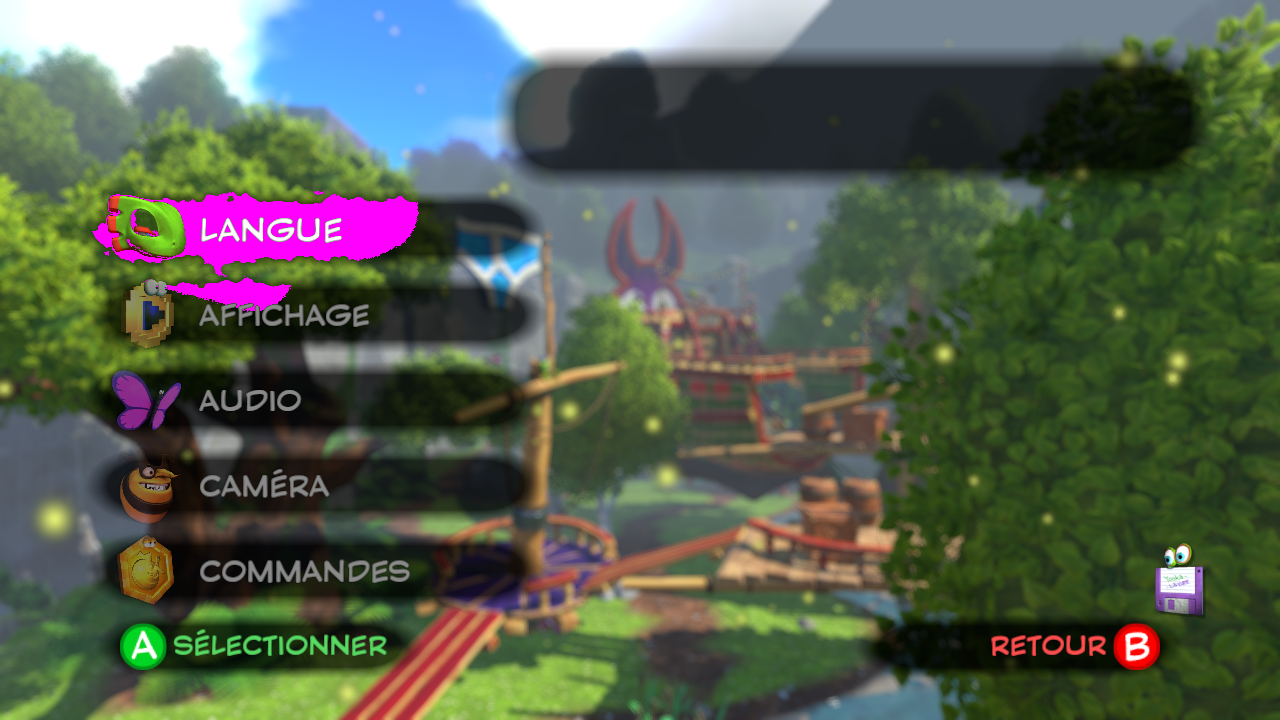 LANGUE
AFFICHAGE
AUDIO
CAMÉRA
COMMANDES
A SÉLECTIONNER
RETOUR B